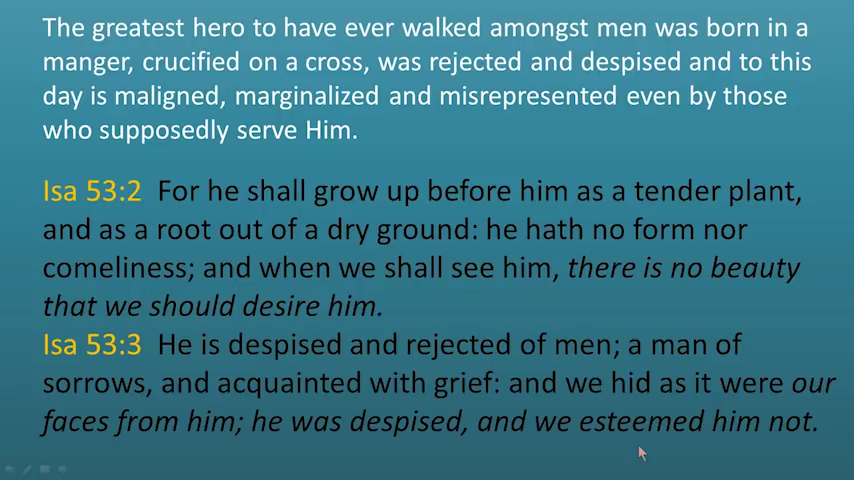 The greatest hero to have ever walked amongst men was born in a
manger, crucified on a cross, was rejected and despised and to this
day is maligned, marginalized and misrepresented even by those
who supposedly serve Him.
Isa 53:2  For he shall grow up before him as a tender plant,
and as a root out of a dry ground: he hath no form nor
comeliness; and when we shall see him, there is no beauty
that we should desire him.
Isa 53:3  He is despised and rejected of men; a man of
sorrows, and acquainted with grief: and we hid as it were our
faces from him; he was despised, and we esteemed him not.